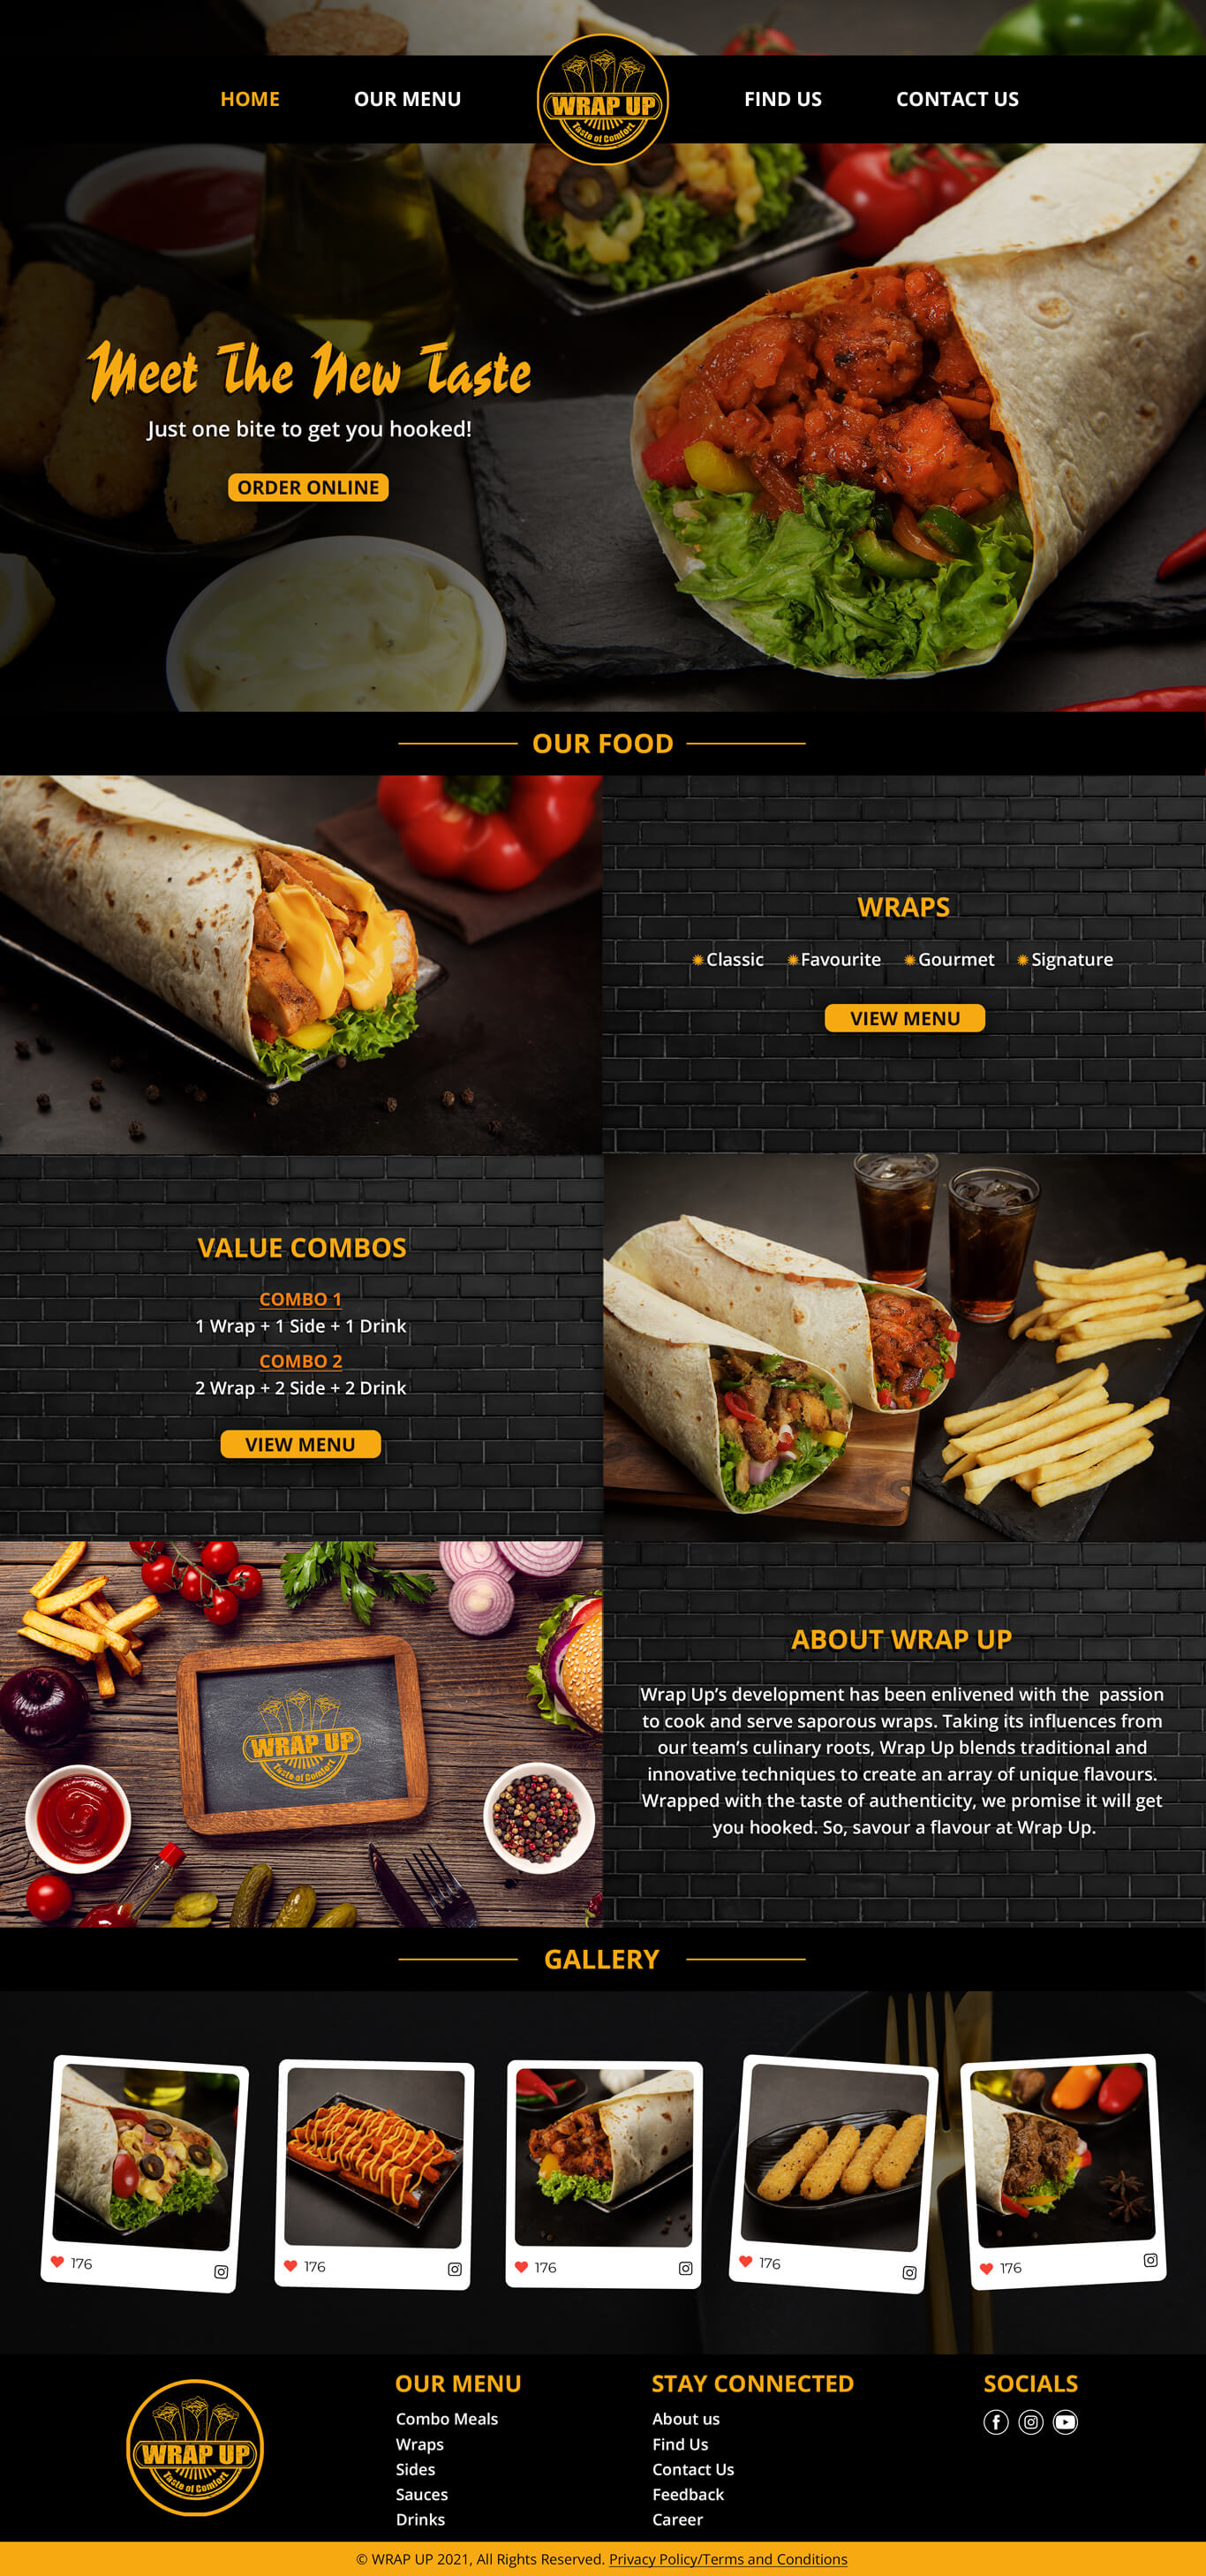 HOME
OUR MENU
WRAP UP
Taste of Comfort
FIND US
CONTACT US
Meet The New Taste
Just one bite to get you hooked!
ORDER ONLINE
OUR FOOD
WRAPS
Classic Favourite Gourmet Signature
VIEW MENU
VALUE COMBOS
COMBO 1
1 Wrap + 1 Side + 1 Drink
COMBO 2
2 Wrap + 2 Side + 2 Drink
VIEW MENU
WRAP UP
Taste of Comfort
ABOUT WRAP UP
Wrap Up’s development has been enlivened with the passion
to cook and serve saporous wraps. Taking its influences from
our team’s culinary roots, Wrap Up blends traditional and
innovative techniques to create an array of unique flavours.
Wrapped with the taste of authenticity, we promise it will get
you hooked. So, savour a flavour at Wrap Up.
GALLERY
176
176
176
176
176
WRAP UP
Taste of Comfort
OUR MENU
Combo Meals
Wraps
Sides
Sauces
Drinks
STAY CONNECTED
About us
Find Us
Contact Us
Feedback
Career
SOCIALS
© WRAP UP 2021, All Rights Reserved. Privacy Policy/Terms and Conditions